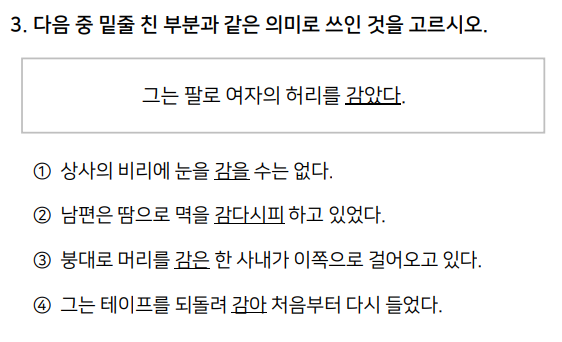 3. 다음 중 밑줄 친 부분과 같은 의미로 쓰인 것을 고르시오.
그는 팔로 여자의 허리를 감았다.
① 상사의 비리에 눈을 감을 수는 없다.
② 남편은 땀으로 멱을 감다시피 하고 있었다.
③ 붕대로 머리를 감은 한 사내가 이쪽으로 걸어오고 있다.
④ 그는 테이프를 되돌려 감아 처음부터 다시 들었다.